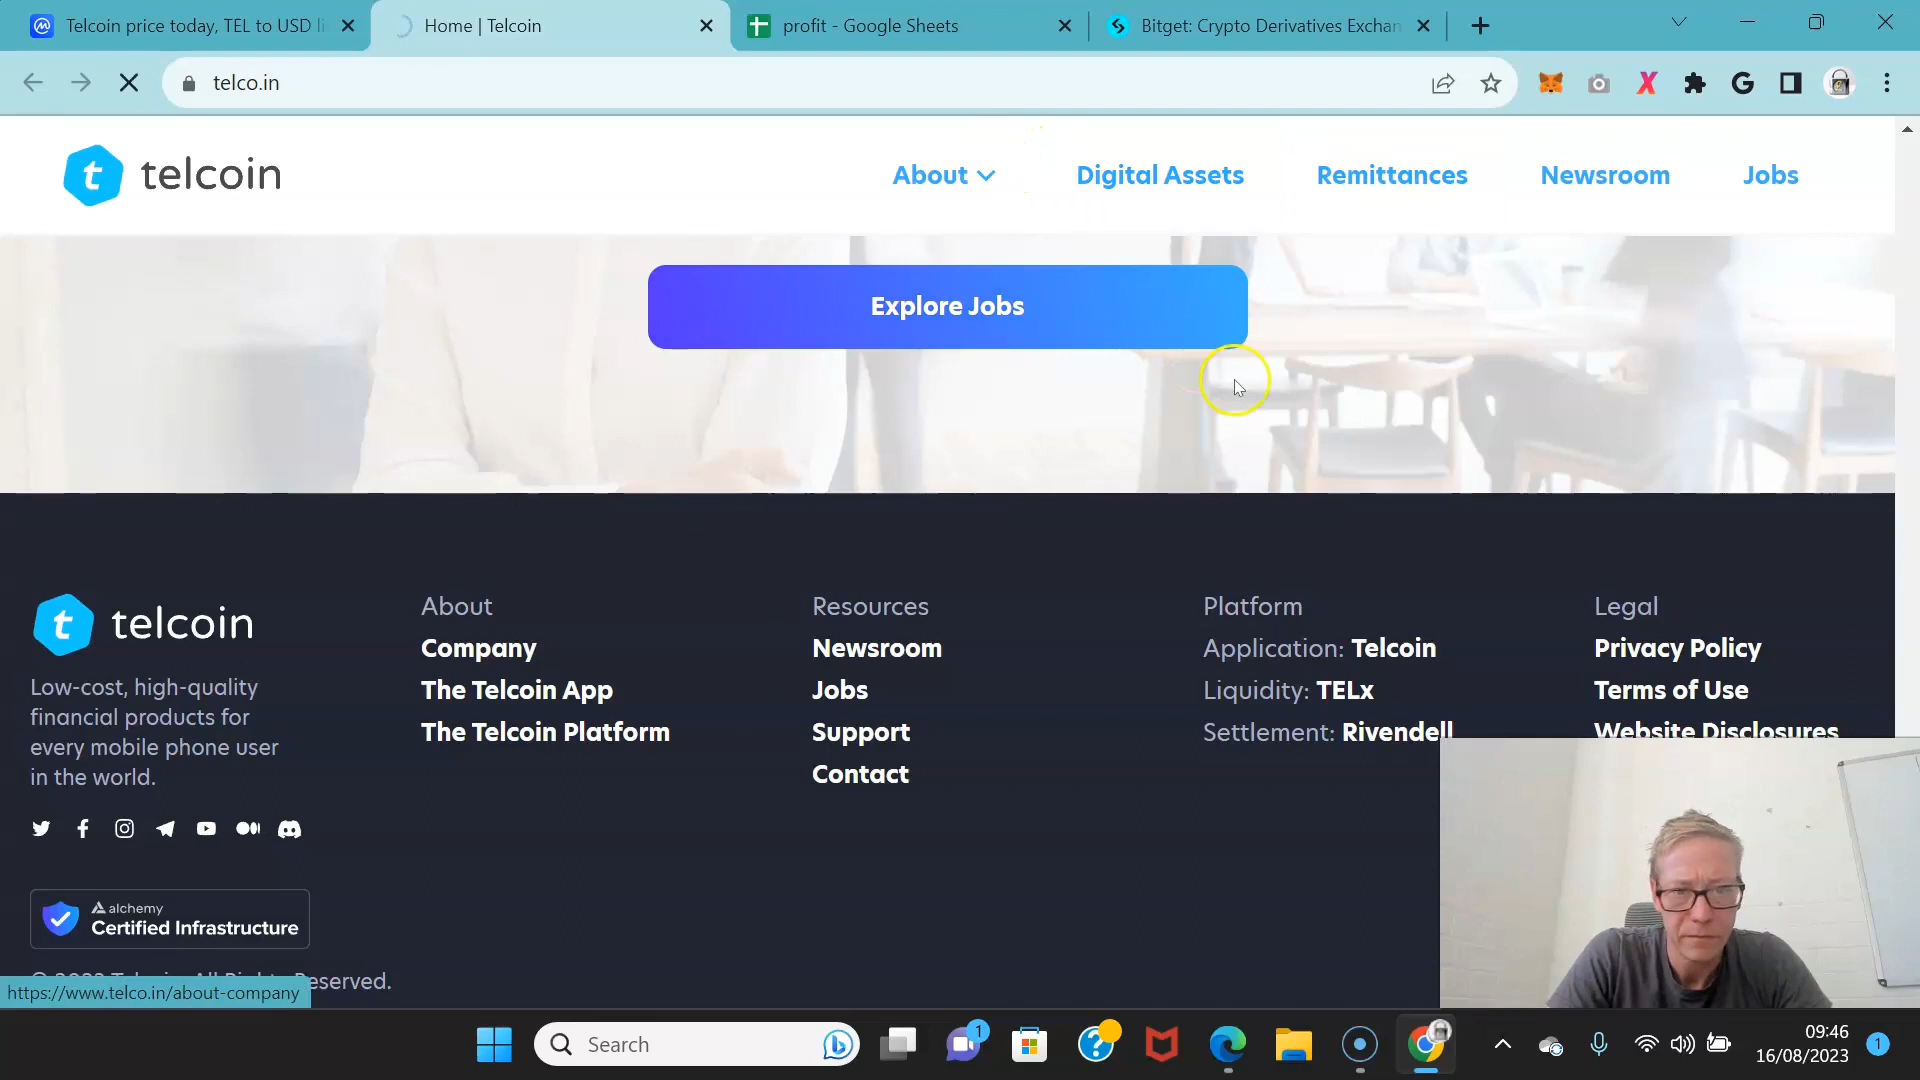 Telcoin price today, TEL to USD li
Home | Telcoin
profit - Google Sheets
Bitget: Crypto Derivatives Exchan
telco.in
telcoin
About
Digital Assets
Remittances
Newsroom
Jobs
Explore Jobs
telcoin
Low-cost, high-quality
financial products for
every mobile phone user
in the world.
alchemy
Certified Infrastructure
eserved.
About
Company
The Telcoin App
The Telcoin Platform
Resources
Newsroom
Jobs
Support
Contact
Platform
Application: Telcoin
Liquidity: TELx
Settlement: Rivendell
Legal
Privacy Policy
Terms of Use
Website Disclosures
https://www.telco.in/about-company
Search
1
09:46
16/08/2023
1